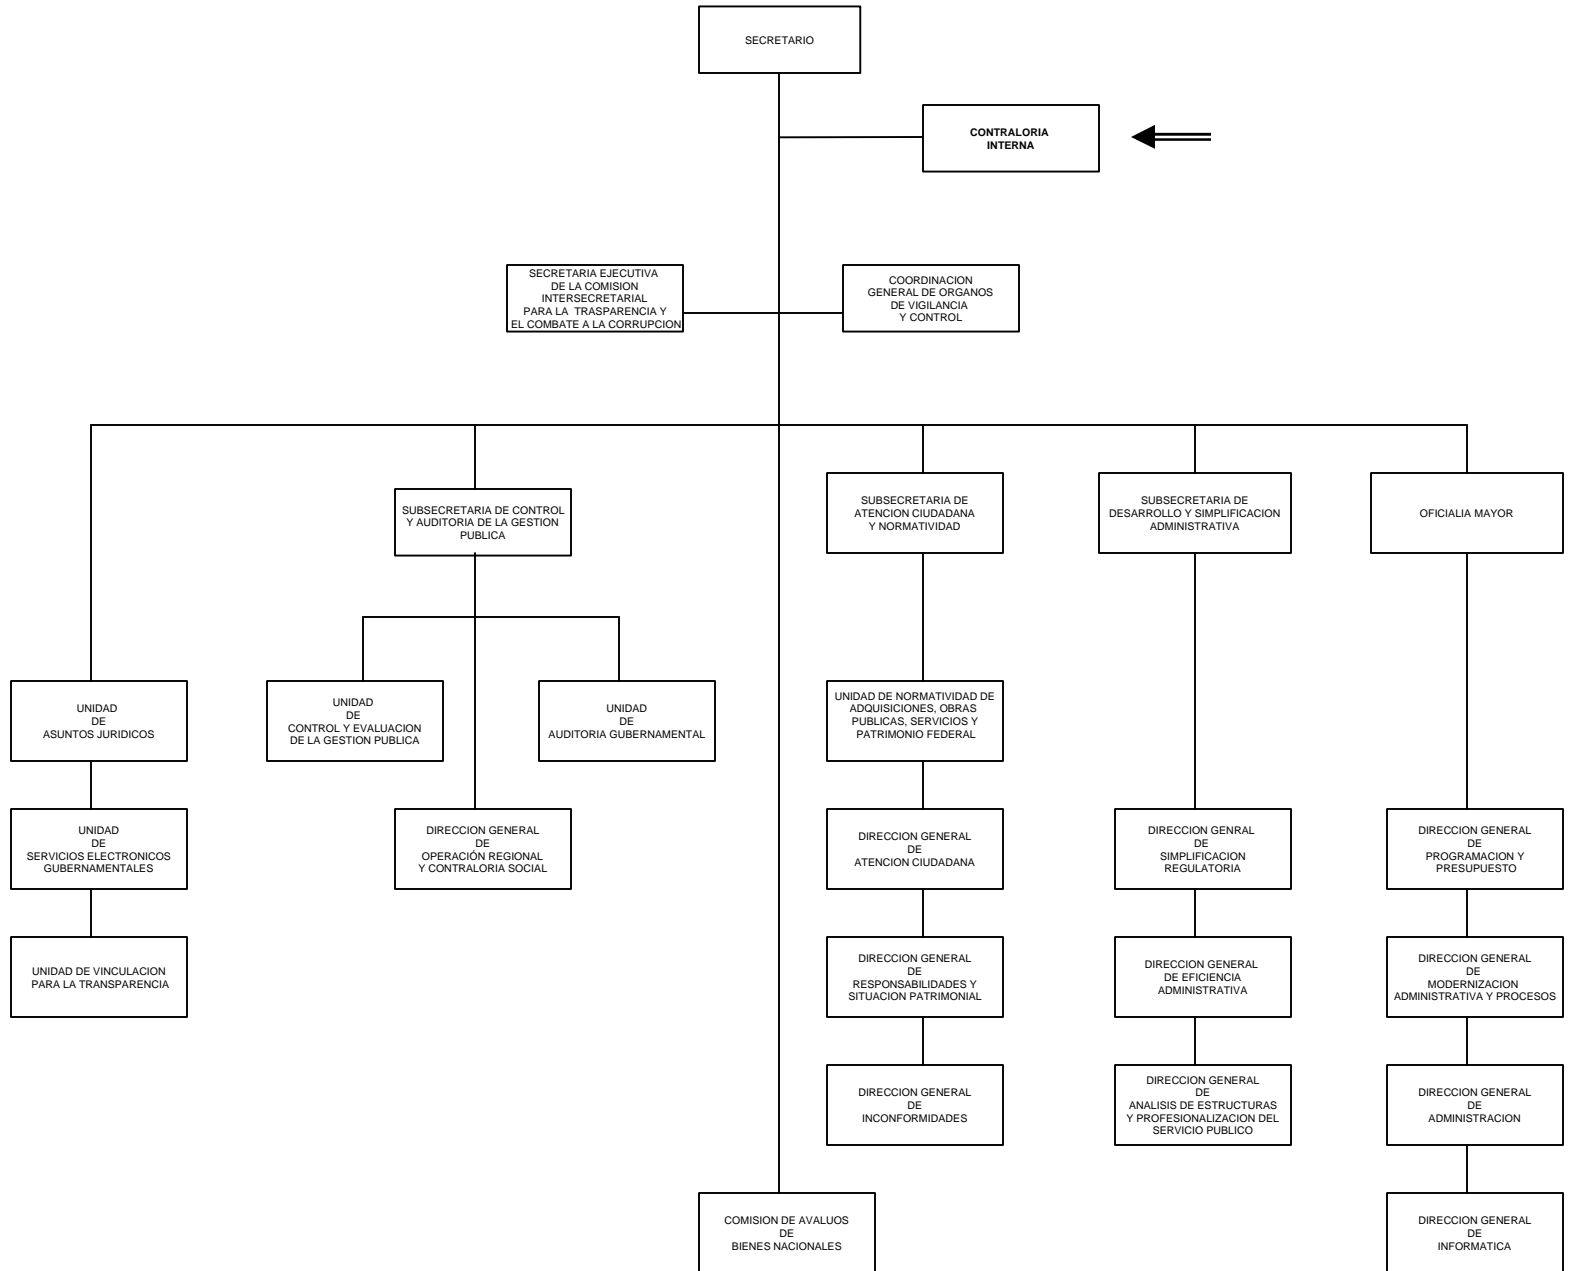 SECRETARIO
CONTRALORIA
INTERNA
SECRETARIA EJECUTIVA
DE LA COMISION
INTERSECRETARIAL
PARA LA TRASPARENCIA Y
EL COMBATE A LA CORRUPCION
COORDINACION
GENERAL DE ORGANOS
DE VIGILANCIA
Y CONTROL
SUBSECRETARIA DE CONTROL
Y AUDITORIA DE LA GESTION
PUBLICA
SUBSECRETARIA DE
ATENCION CIUDADANA
Y NORMATIVIDAD
SUBSECRETARIA DE
DESARROLLO Y SIMPLIFICACION
ADMINISTRATIVA
OFICIALIA MAYOR
UNIDAD
DE
ASUNTOS JURIDICOS
UNIDAD
DE
CONTROL Y EVALUACION
DE LA GESTION PUBLICA
UNIDAD
DE
AUDITORIA GUBERNAMENTAL
UNIDAD DE NORMATIVIDAD DE
ADQUISICIONES, OBRAS
PUBLICAS, SERVICIOS Y
PATRIMONIO FEDERAL
UNIDAD
DE
SERVICIOS ELECTRONICOS
GUBERNAMENTALES
DIRECCION GENERAL
DE
OPERACIÓN REGIONAL
Y CONTRALORIA SOCIAL
DIRECCION GENERAL
DE
ATENCION CIUDADANA
DIRECCION GENRAL
DE
SIMPLIFICACION
REGULATORIA
DIRECCION GENERAL
DE
PROGRAMACION Y
PRESUPUESTO
UNIDAD DE VINCULACION
PARA LA TRANSPARENCIA
DIRECCION GENERAL
DE
RESPONSABILIDADES Y
SITUACION PATRIMONIAL
DIRECCION GENERAL
DE EFICIENCIA
ADMINISTRATIVA
DIRECCION GENERAL
DE
MODERNIZACION
ADMINISTRATIVA Y PROCESOS
DIRECCION GENERAL
DE
INCONFORMIDADES
DIRECCION GENERAL
DE
ANALISIS DE ESTRUCTURAS
Y PROFESIONALIZACION DEL
SERVICIO PUBLICO
DIRECCION GENERAL
DE
ADMINISTRACION
COMISION DE AVALUOS
DE
BIENES NACIONALES
DIRECCION GENERAL
DE
INFORMATICA